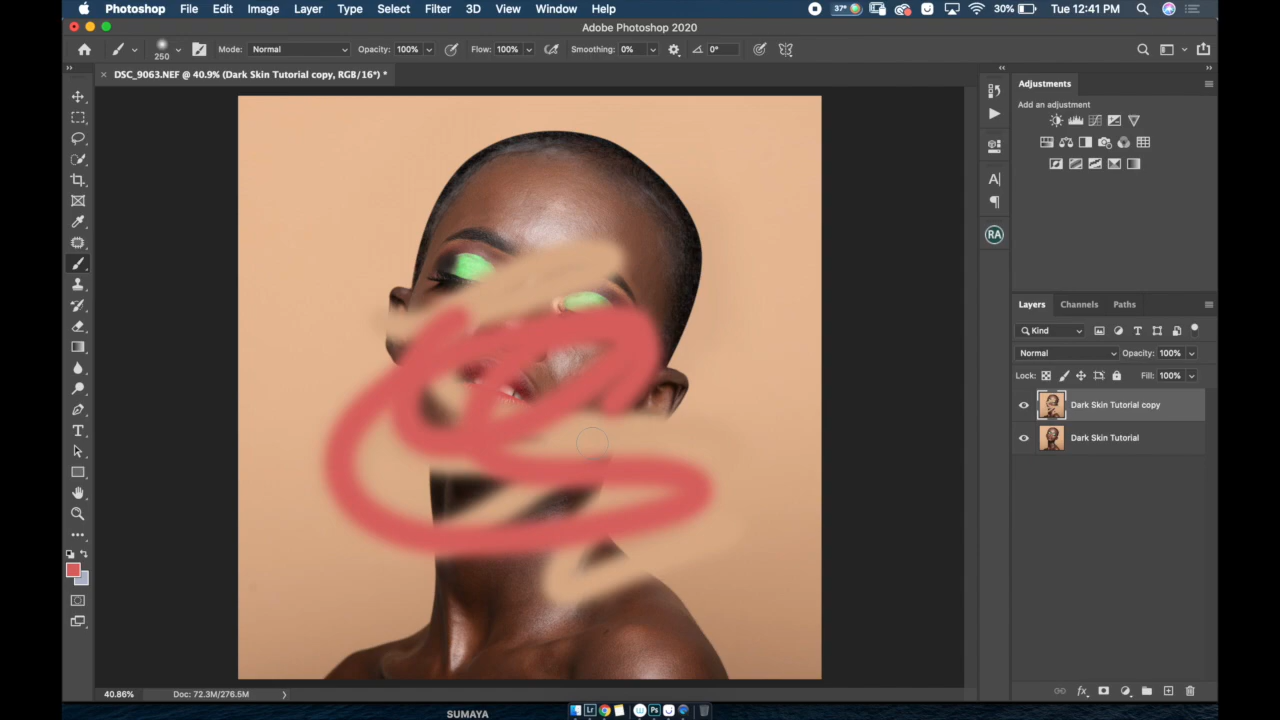 Photoshop File Edit Image Layer Type Select Filter 3D View Window Help 37° 30% Tue 12:41 PM
Adobe Photoshop 2020
250 Mode: Normal Opacity: 100% Flow: 100% Smoothing: 0% 0°
DSC_9063.NEF @ 40.9% (Dark Skin Tutorial copy, RGB/16*) *
Adjustments
Add an adjustment
A|
RA
Layers Channels Paths
Kind
Normal Opacity: 100%
Lock: Fill: 100%
Dark Skin Tutorial copy
Dark Skin Tutorial
40.86% Doc: 72.3M/276.5M
SUMAYA
Lr Ps